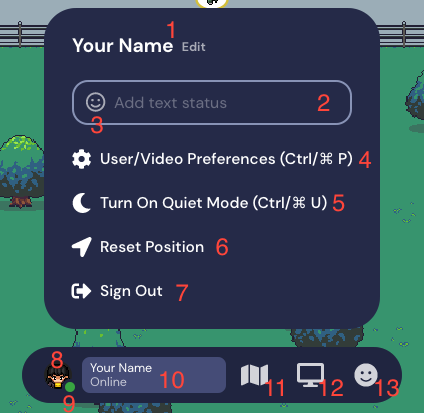 1
Your Name Edit
Add text status 2
3
User/Video Preferences (Ctrl/⌘ P) 4
Turn On Quiet Mode (Ctrl/⌘ U) 5
Reset Position 6
Sign Out 7
8
Your Name
Online 10
9
11 12 13